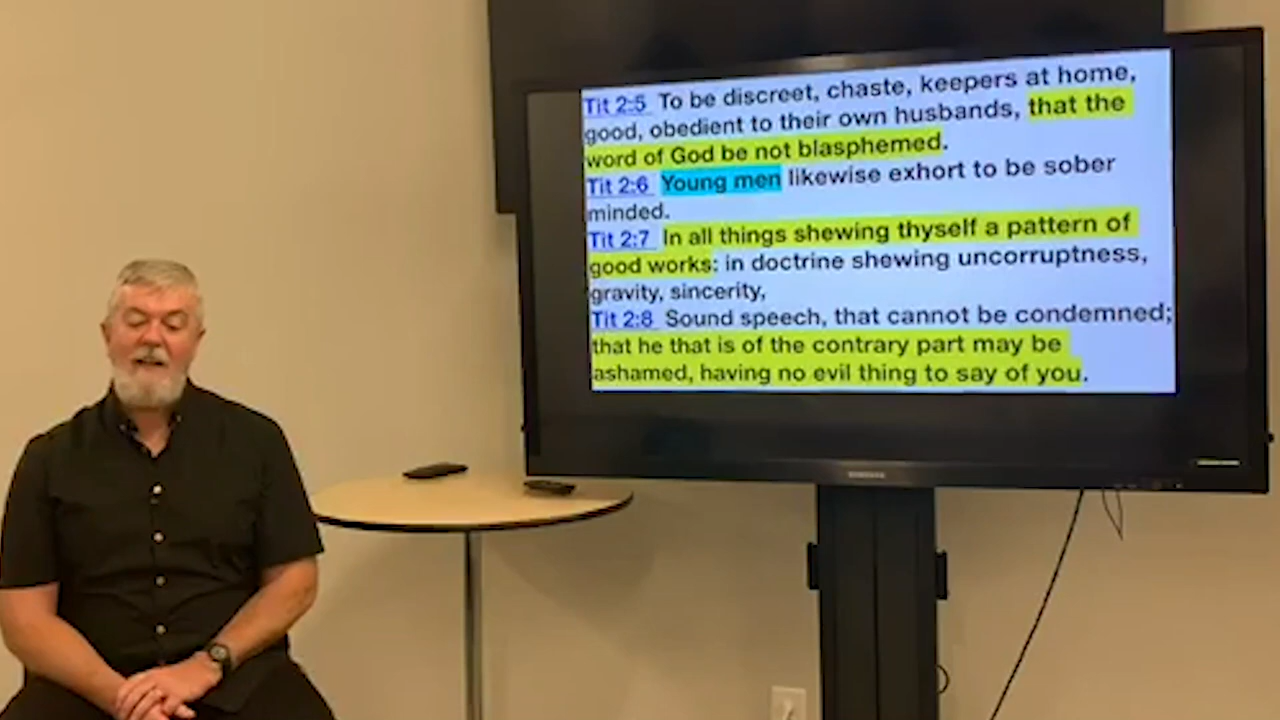 Tit 2:5 To be discreet, chaste, keepers at home,
good, obedient to their own husbands, that the
word of God be not blasphemed.
Tit 2:6 Young men likewise exhort to be sober
minded.
Tit 2:7 In all things shewing thyself a pattern of
good works: in doctrine shewing uncorruptness,
gravity, sincerity,
Tit 2:8 Sound speech, that cannot be condemned;
that he that is of the contrary part may be
ashamed, having no evil thing to say of you.
SAMSUNG